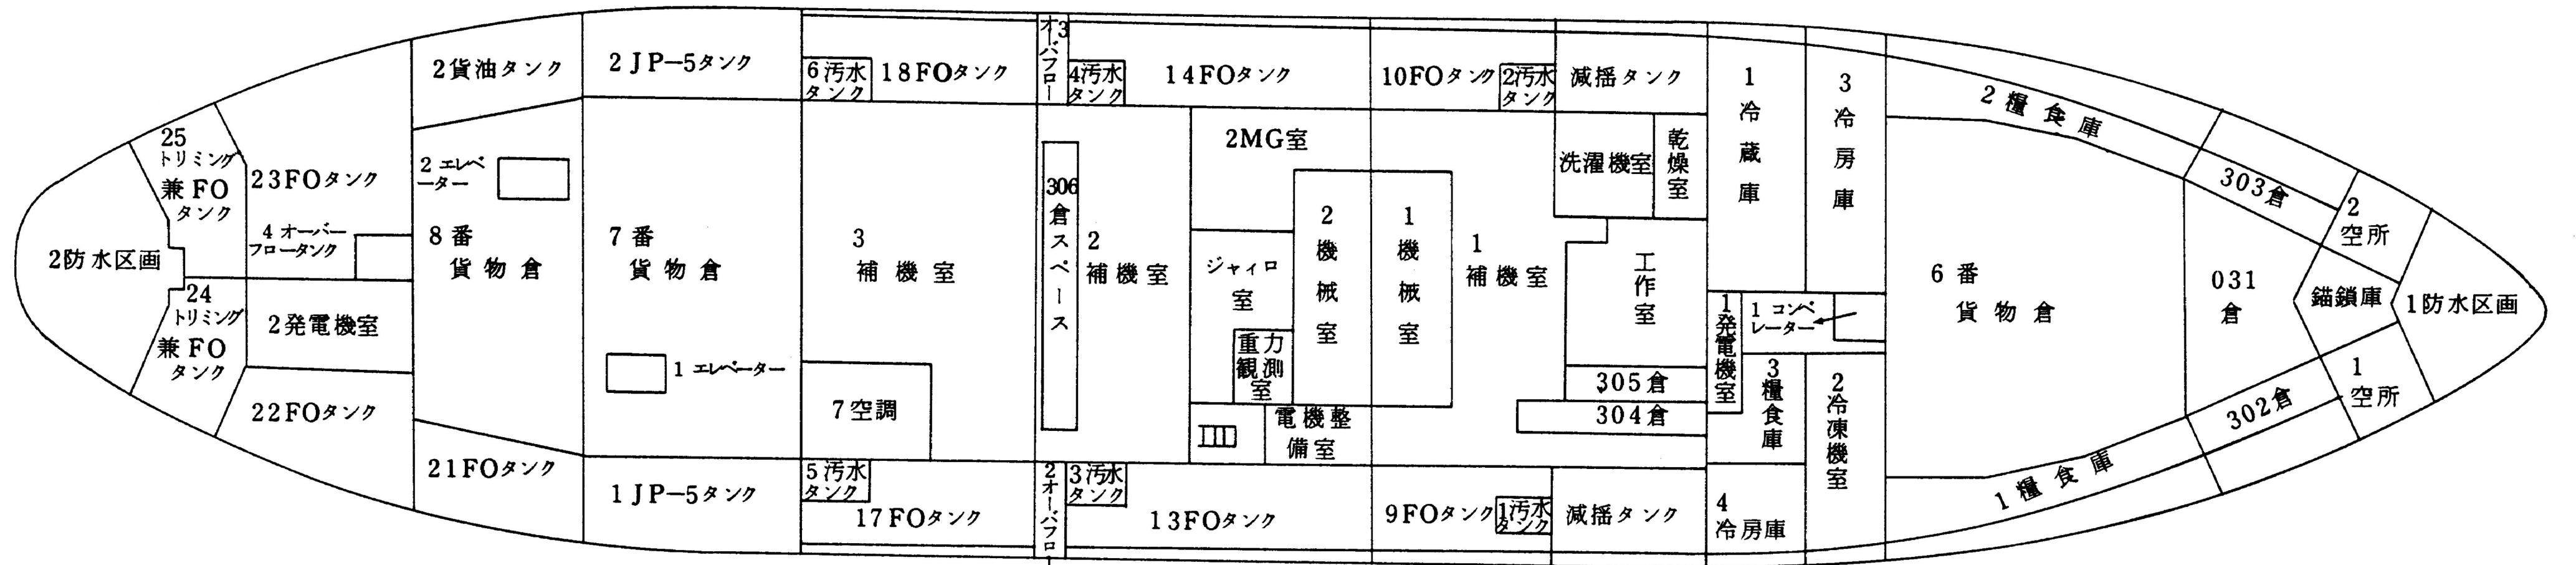 2防水区画
25
トリミング
兼FO
タンク
24
トリミング
兼FO
タンク
23FOタンク
4オーバー
フロータンク
2発電機室
22FOタンク
2貨油タンク
2エレベ
ーター
8番
貨物倉
21FOタンク
2JP-5タンク
7番
貨物倉
1エレベーター
1JP-5タンク
6汚水
タンク
18FOタンク
3
補機室
7空調
5汚水
タンク
17FOタンク
3オーバフロー
306倉スペース
2オーバフロー
4汚水
タンク
14FOタンク
2
補機室
3汚水
タンク
13FOタンク
2MG室
ジャイロ
室
重力
観測
室
電機整
備室
2機械室
1機械室
10FOタンク
2汚水
タンク
1
補機室
9FOタンク
1汚水
タンク
減揺タンク
洗濯機室
乾燥室
工作室
305倉
304倉
減揺タンク
1冷蔵庫
3冷房庫
1発電機室
1コンベ
レーター
3糧食庫
2冷凍機室
4
冷房庫
2糧食庫
6番
貨物倉
1糧食庫
303倉
031
倉
302倉
2
空所
錨鎖庫
1
空所
1防水区画